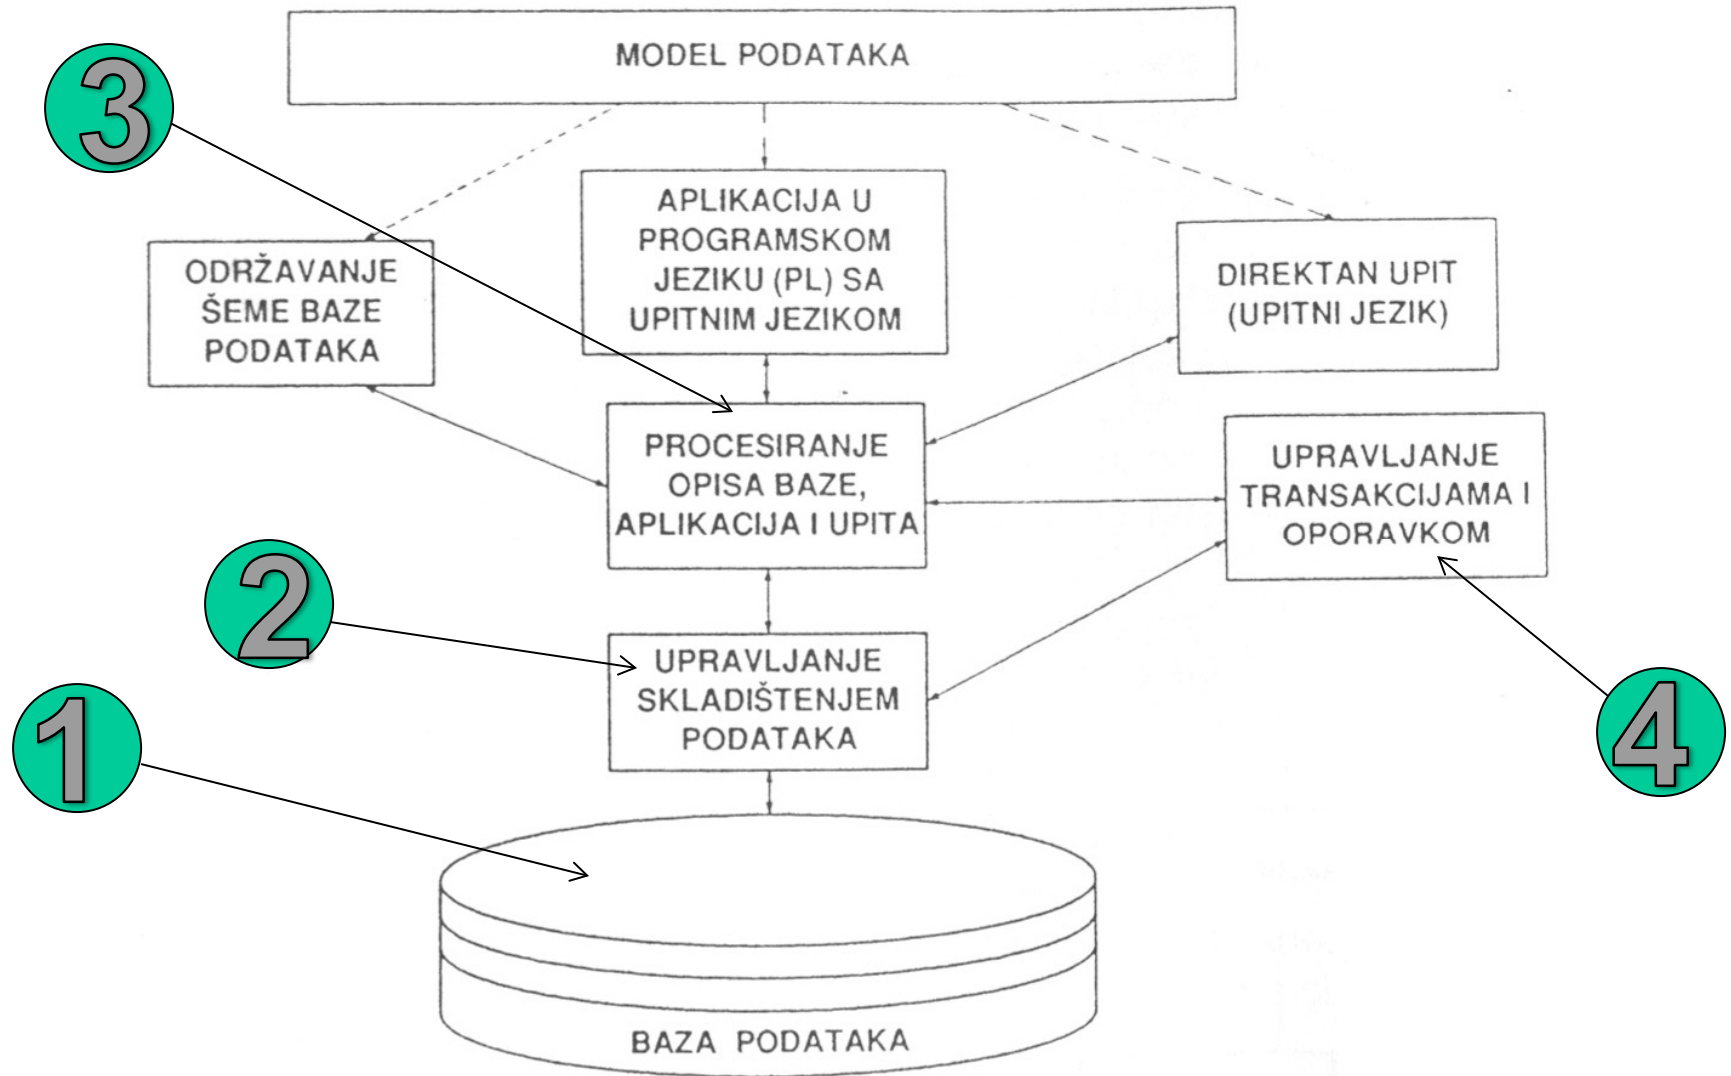 MODEL PODATAKA
3
APLIKACIJA U
PROGRAMSKOM
JEZIKU (PL) SA
UPITNIM JEZIKOM
ODRŽAVANJE
ŠEME BAZE
PODATAKA
DIREKTAN UPIT
(UPITNI JEZIK)
PROCESIRANJE
OPISA BAZE,
APLIKACIJA I UPITA
UPRAVLJANJE
TRANSAKCIJAMA I
OPORAVKOM
2
UPRAVLJANJE
SKLADIŠTENJEM
PODATAKA
1
4
BAZA PODATAKA